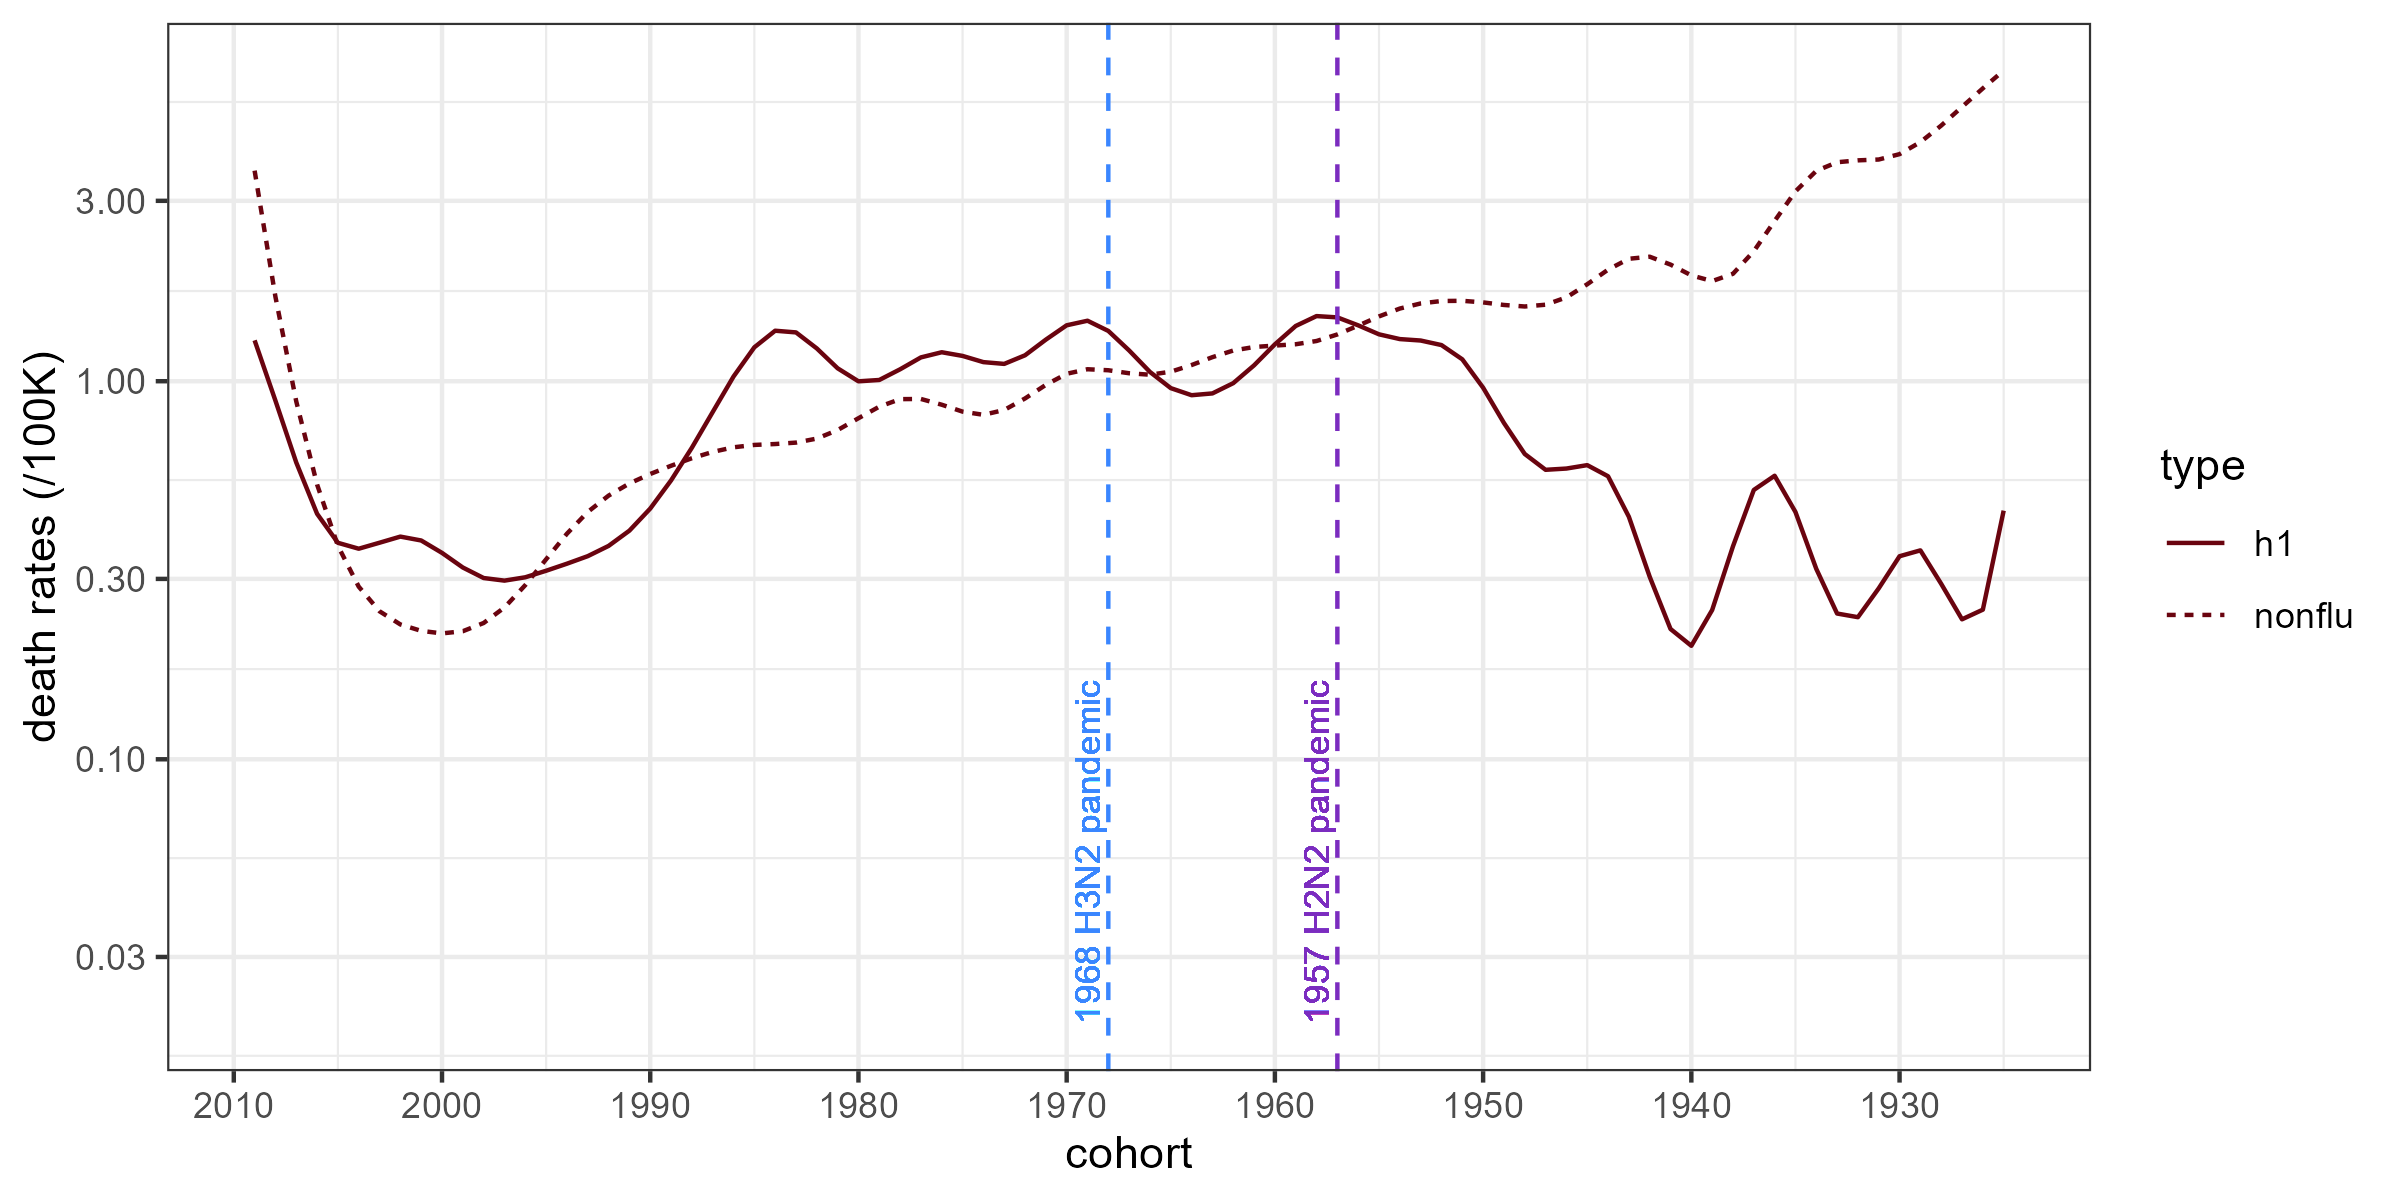 death rates (/100K)
3.00
1.00
0.30
0.10
0.03
1968 H3N2 pandemic
1957 H2N2 pandemic
2010 2000 1990 1980 1970 1960 1950 1940 1930
cohort
type
h1
nonflu